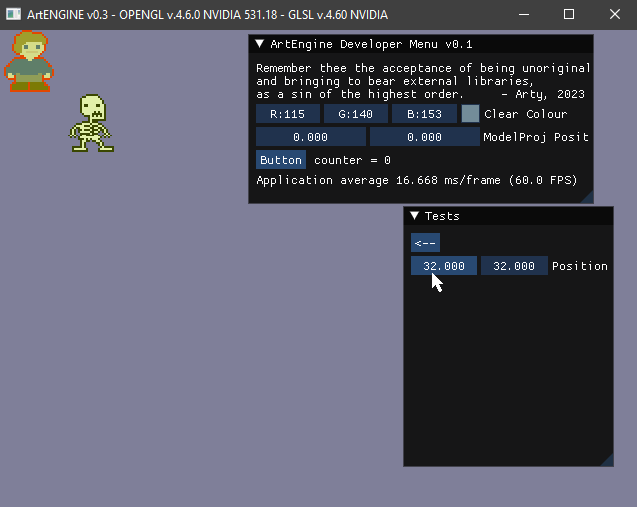 ArtENGINE v0.3 - OPENGL v.4.6.0 NVIDIA 531.18 - GLSL v.4.60 NVIDIA
ArtEngine Developer Menu v0.1
Remember thee the acceptance of being unoriginal
and bringing to bear external libraries,
as a sin of the highest order. - Arty, 2023
R:115 G:140 B:153 Clear Colour
0.000 0.000 ModelProj Posit
Button counter = 0
Application average 16.668 ms/frame (60.0 FPS)
Tests
<--
32.000 32.000 Position